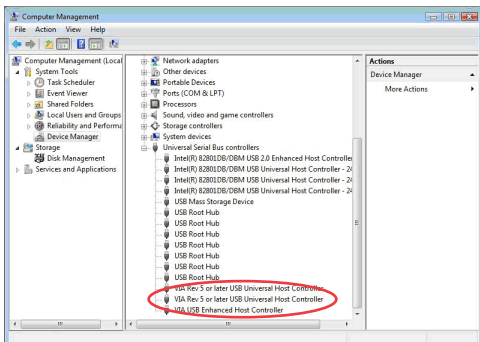 Computer Management
File Action View Help
Computer Management (Local
System Tools
Task Scheduler
Event Viewer
Shared Folders
Local Users and Groups
Reliability and Performa
Device Manager
Storage
Disk Management
Services and Applications
Network adapters
Other devices
Portable Devices
Ports (COM & LPT)
Processors
Sound, video and game controllers
Storage controllers
System devices
Universal Serial Bus controllers
Intel(R) 82801DB/DBM USB 2.0 Enhanced Host Controller
Intel(R) 82801DB/DBM USB Universal Host Controller - 24
Intel(R) 82801DB/DBM USB Universal Host Controller - 24
Intel(R) 82801DB/DBM USB Universal Host Controller - 24
USB Mass Storage Device
USB Root Hub
USB Root Hub
USB Root Hub
USB Root Hub
USB Root Hub
USB Root Hub
USB Root Hub
VIA Rev 5 or later USB Universal Host Controller
VIA Rev 5 or later USB Universal Host Controller
VIA USB Enhanced Host Controller
Actions
Device Manager
More Actions